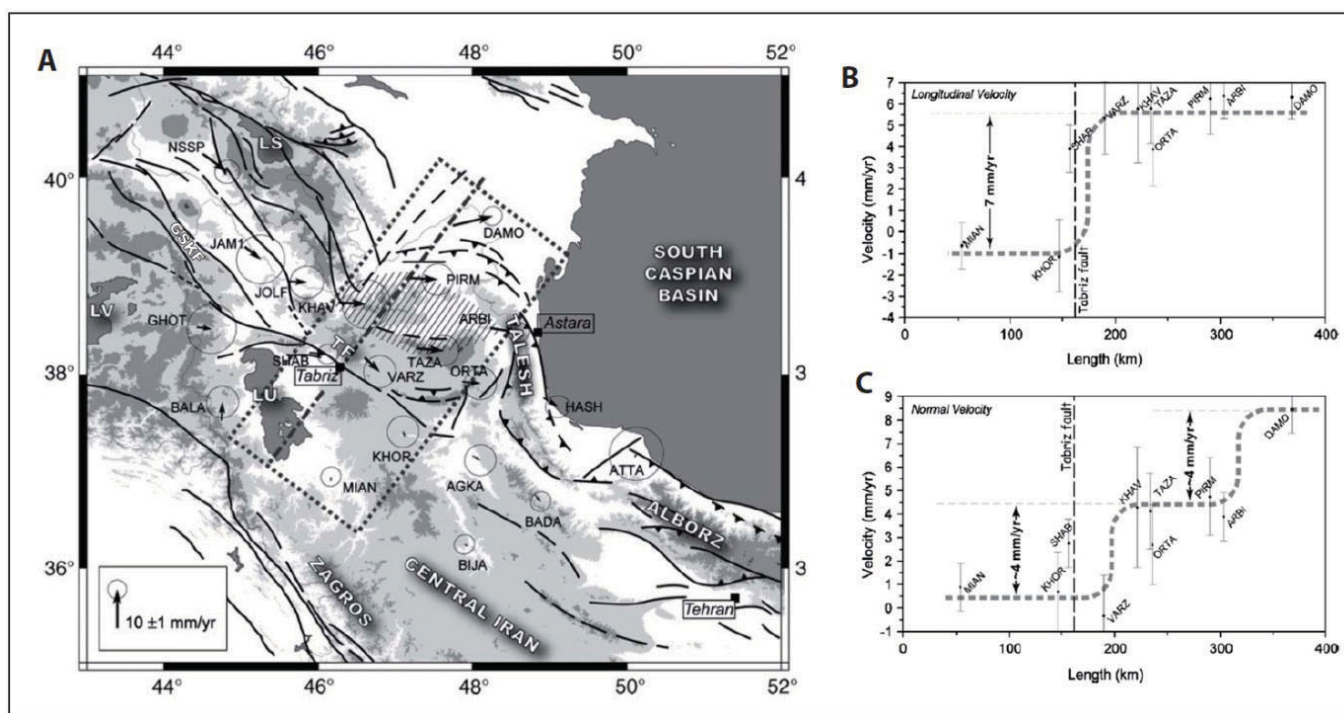 A
44°
46°
48°
50°
52°
40°
38°
36°
44°
46°
48°
50°
52°
4
3
3
NSSP
LS
GSKF
JAM1
JOLF
KHAV
LV
GHOT
DAMO
PIRM
ARBI
SOUTH
CASPIAN
BASIN
Astara
TALESH
SHAB
TF
Tabriz
TAZA
VARZ
ORTA
LU
BALA
HASH
KHOR
MIAN
AGKA
ATTA
BADA
BIJA
ALBORZ
ZAGROS
CENTRAL IRAN
Tehran
10 ±1 mm/yr
B
Longitudinal Velocity
Velocity (mm/yr)
7
6
5
4
3
2
1
0
-1
-2
-3
-4
0
100
200
300
400
Length (km)
7 mm/yr
Tabriz fault
MIAN
KHOR
SHAB
VARZ
KHAV
TAZA
ORTA
PIRM
ARBI
DAMO
C
Normal Velocity
Velocity (mm/yr)
9
8
7
6
5
4
3
2
1
0
-1
0
100
200
300
400
Length (km)
~4 mm/yr
~4 mm/yr
Tabriz fault
MIAN
KHOR
SHAB
VARZ
KHAV
TAZA
ORTA
PIRM
ARBI
DAMO